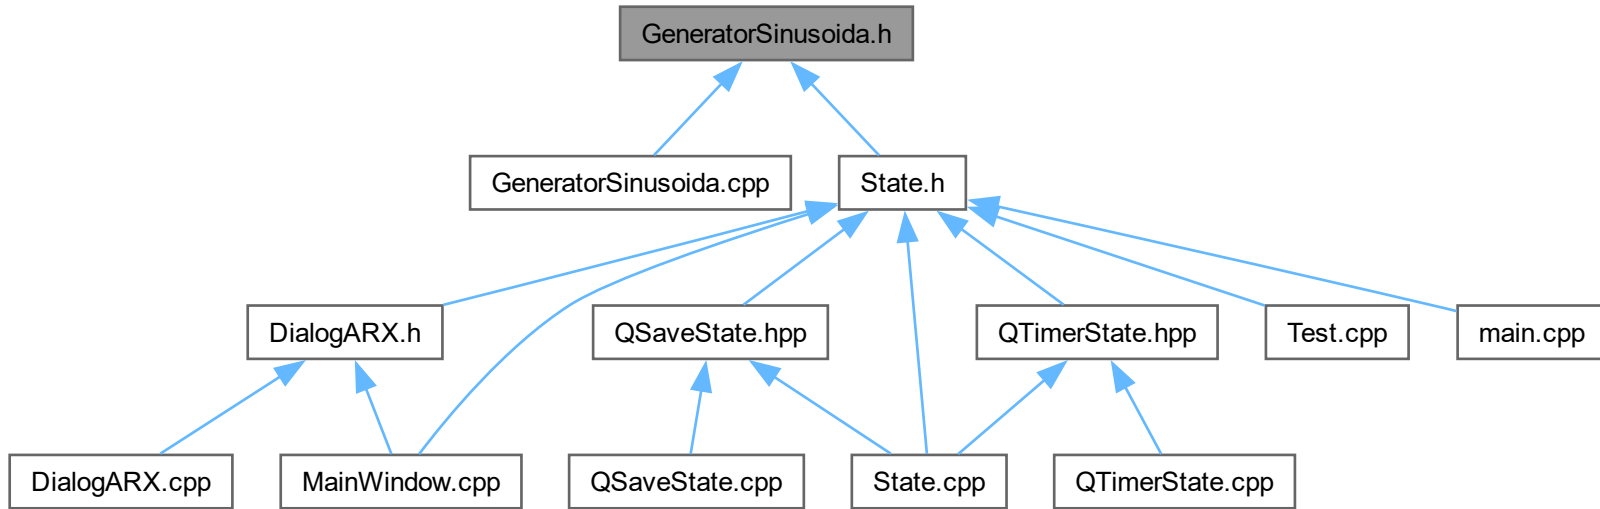 GeneratorSinusoida.h
GeneratorSinusoida.cpp
State.h
DialogARX.h
QSaveState.hpp
QTimerState.hpp
Test.cpp
main.cpp
DialogARX.cpp
MainWindow.cpp
QSaveState.cpp
State.cpp
QTimerState.cpp